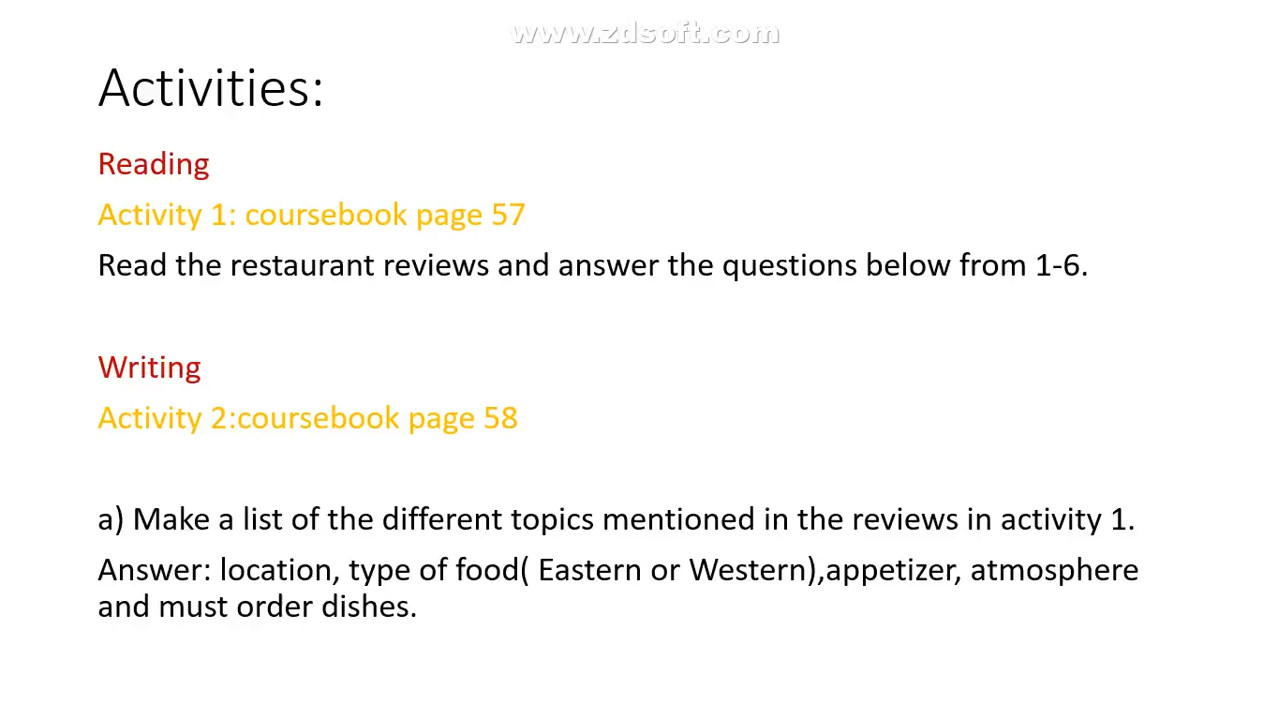 www.zdsoft.com
Activities:
Reading
Activity 1: coursebook page 57
Read the restaurant reviews and answer the questions below from 1-6.
Writing
Activity 2:coursebook page 58
a) Make a list of the different topics mentioned in the reviews in activity 1.
Answer: location, type of food( Eastern or Western),appetizer, atmosphere
and must order dishes.